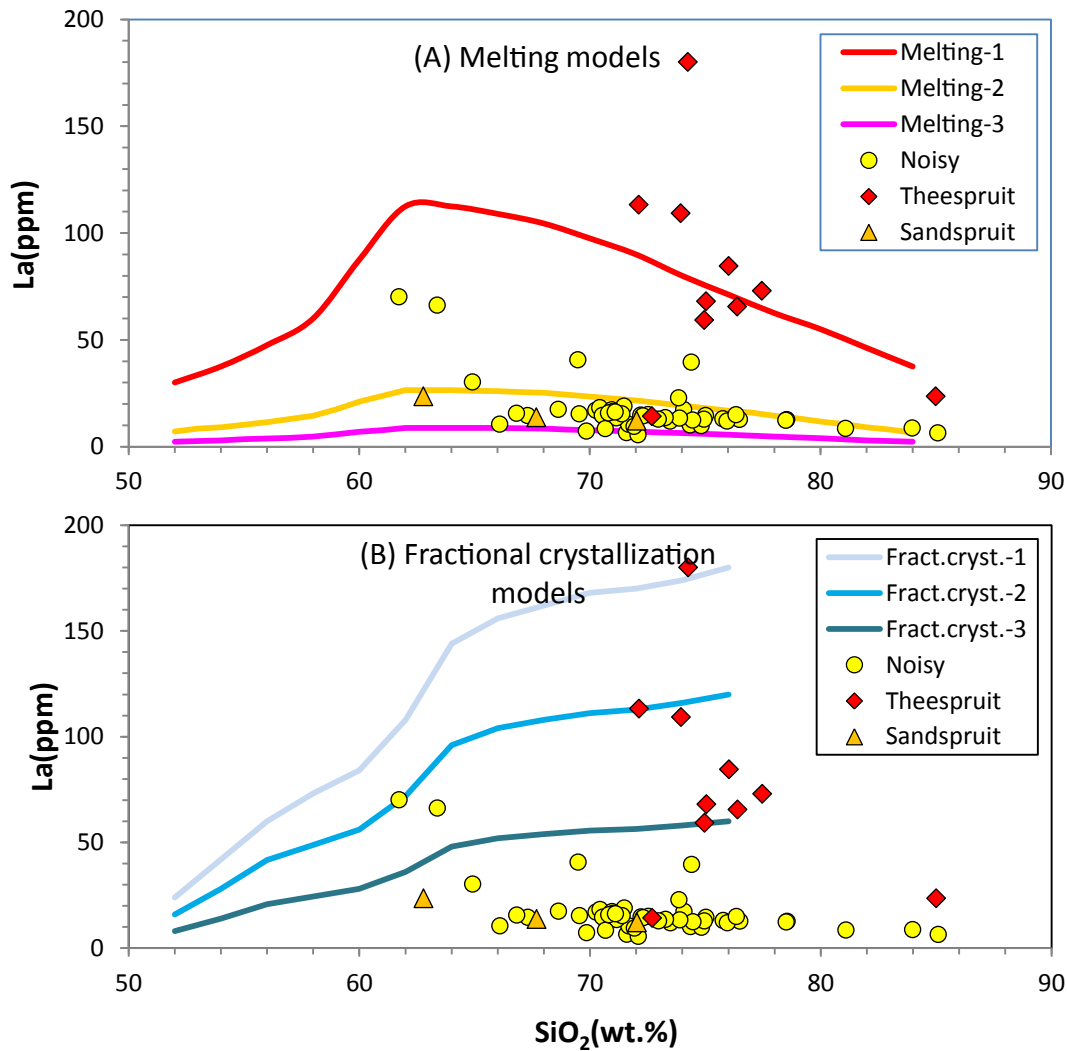 (A) Melting models
Melting-1
Melting-2
Melting-3
Noisy
Theespruit
Sandspruit
La(ppm)
200
150
100
50
0
50
60
70
80
90
(B) Fractional crystallization
models
Fract.cryst.-1
Fract.cryst.-2
Fract.cryst.-3
Noisy
Theespruit
Sandspruit
La(ppm)
200
150
100
50
0
50
60
70
80
90
SiO2(wt.%)